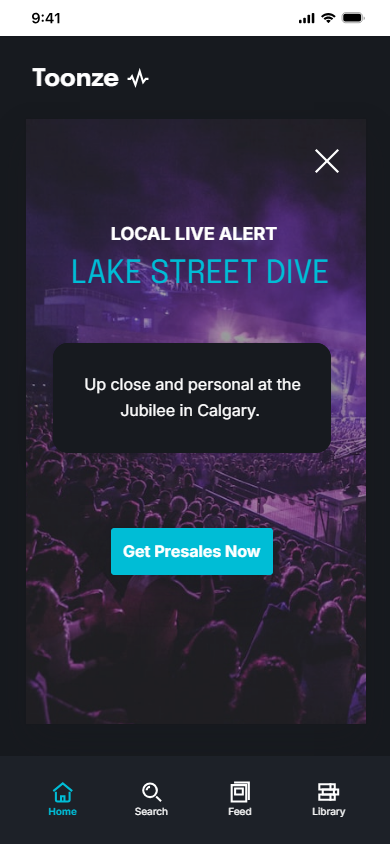 9:41
Toonze
LOCAL LIVE ALERT
LAKE STREET DIVE
Up close and personal at the
Jubilee in Calgary.
Get Presales Now
Home
Search
Feed
Library